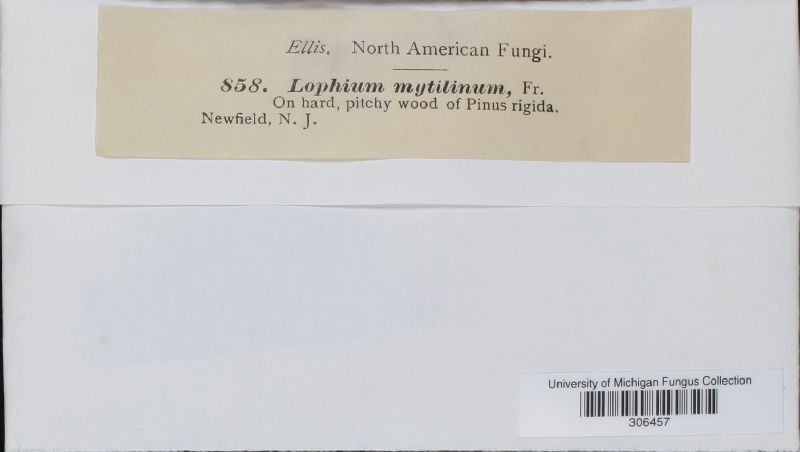 Ellis, North American Fungi.
858. Lophium mytilinum, Fr.
On hard, pitchy wood of Pinus rigida.
Newfield, N. J.
University of Michigan Fungus Collection
306457